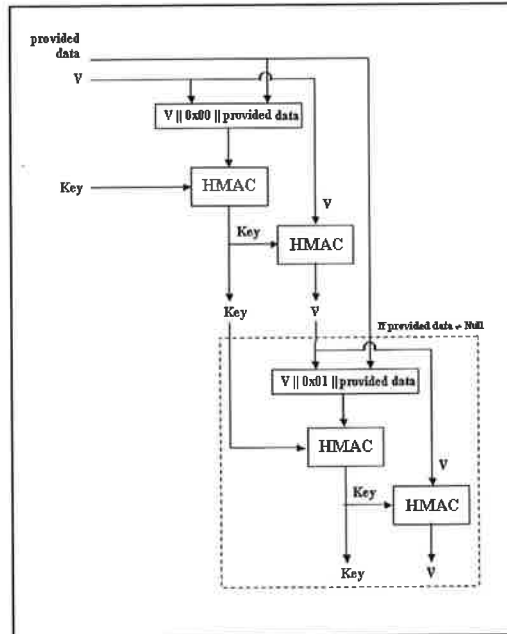 provided
data
V
V || 0x00 || provided data
Key
HMAC
V
Key
HMAC
Key
V
If provided data ≠ Null
V || 0x01 || provided data
HMAC
V
Key
HMAC
Key
V